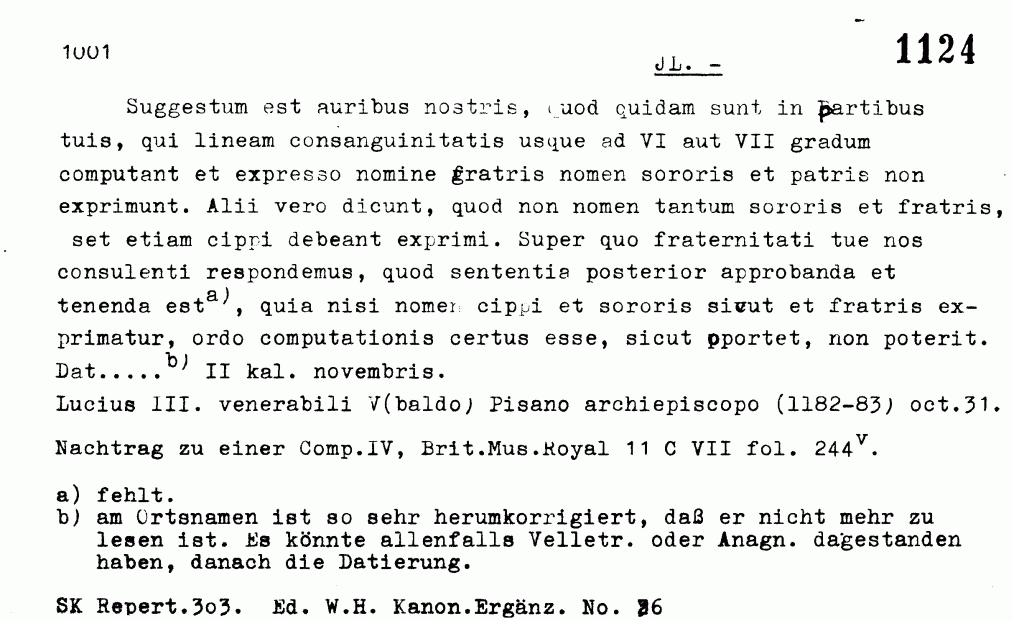 1001
JL. -
1124
Suggestum est auribus nostris, quod quidam sunt in partibus
tuis, qui lineam consanguinitatis usque ad VI aut VII gradum
computant et expresso nomine fratris nomen sororis et patris non
exprimunt. Alii vero dicunt, quod non nomen tantum sororis et fratris,
set etiam cippi debeant exprimi. Super quo fraternitati tue nos
consulenti respondemus, quod sententia posterior approbanda et
tenenda est a), quia nisi nomen cippi et sororis sicut et fratris ex-
primatur, ordo computationis certus esse, sicut oportet, non poterit.
Dat..... b) II kal. novembris.
Lucius III. venerabili V(baldo) Pisano archiepiscopo (1182-83) oct.31.
Nachtrag zu einer Comp.IV, Brit.Mus.Royal 11 C VII fol. 244v.
a) fehlt.
b) am Ortsnamen ist so sehr herumkorrigiert, daß er nicht mehr zu
lesen ist. Es könnte allenfalls Velletr. oder Anagn. dagestanden
haben, danach die Datierung.
SK Repert.303. Ed. W.H. Kanon.Ergänz. No.